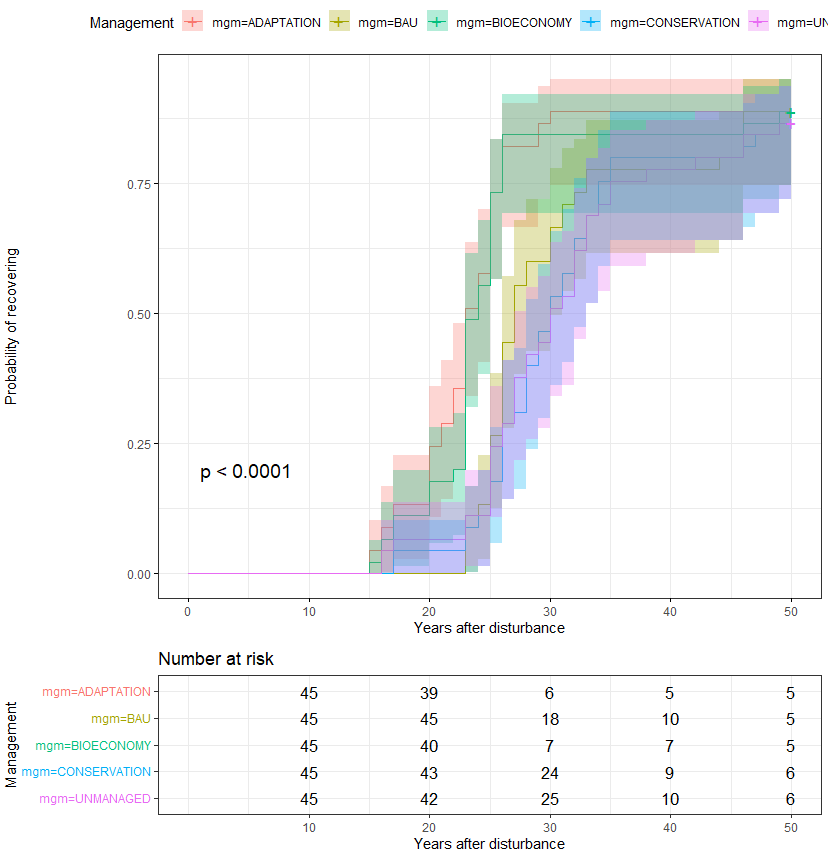 Management mgm=ADAPTATION mgm=BAU mgm=BIOECONOMY mgm=CONSERVATION mgm=UN
Probability of recovering
0.75
0.50
0.25
0.00
p < 0.0001
0 10 20 30 40 50
Years after disturbance
Number at risk
Management
mgm=ADAPTATION 45 39 6 5 5
mgm=BAU 45 45 18 10 5
mgm=BIOECONOMY 45 40 7 7 5
mgm=CONSERVATION 45 43 24 9 6
mgm=UNMANAGED 45 42 25 10 6
10 20 30 40 50
Years after disturbance